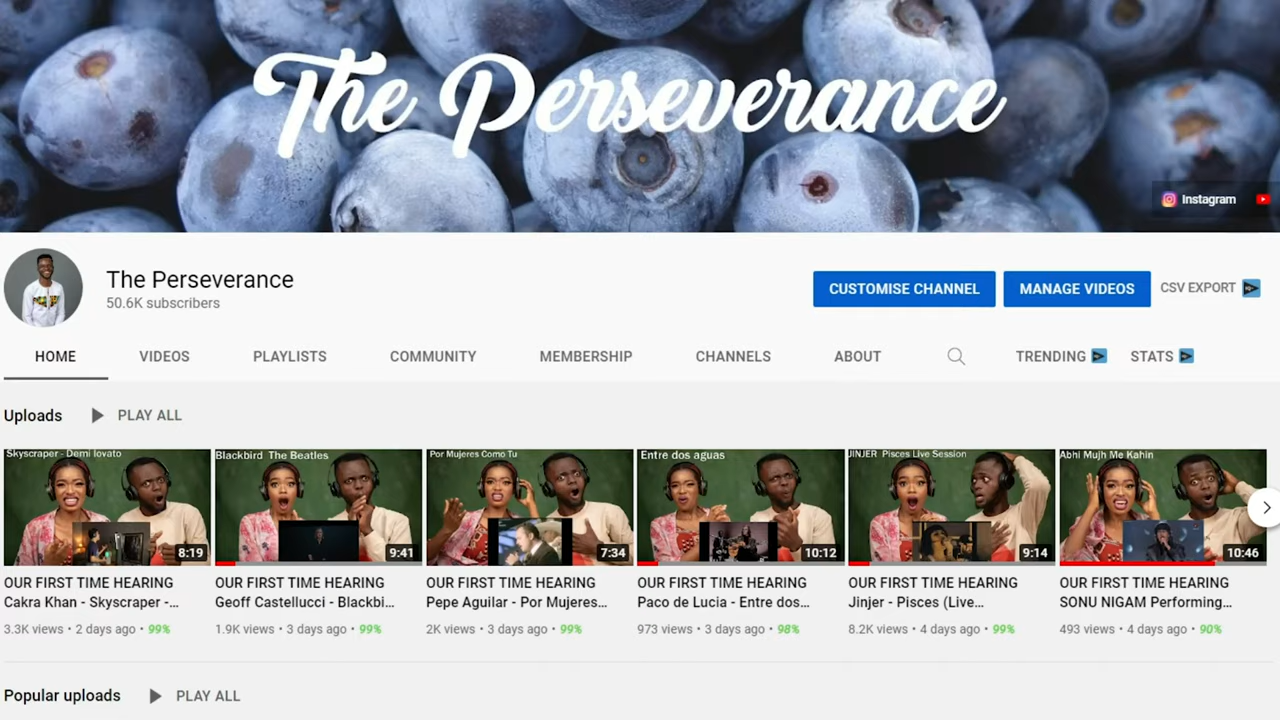 The Perseverance
Instagram
The Perseverance
50.6K subscribers
CUSTOMISE CHANNEL
MANAGE VIDEOS
CSV EXPORT
HOME
VIDEOS
PLAYLISTS
COMMUNITY
MEMBERSHIP
CHANNELS
ABOUT
TRENDING
STATS
Uploads
PLAY ALL
Skyscraper - Demi lovato
8:19
OUR FIRST TIME HEARING
Cakra Khan - Skyscraper -...
3.3K views • 2 days ago • 99%
Blackbird The Beatles
9:41
OUR FIRST TIME HEARING
Geoff Castellucci - Blackbi...
1.9K views • 3 days ago • 99%
Por Mujeres Como Tu
7:34
OUR FIRST TIME HEARING
Pepe Aguilar - Por Mujeres...
2K views • 3 days ago • 99%
Entre dos aguas
10:12
OUR FIRST TIME HEARING
Paco de Lucia - Entre dos...
973 views • 3 days ago • 98%
JINJER Pisces Live Session
9:14
OUR FIRST TIME HEARING
Jinjer - Pisces (Live...
8.2K views • 4 days ago • 99%
Abhi Mujh Me Kahin
10:46
OUR FIRST TIME HEARING
SONU NIGAM Performing...
493 views • 4 days ago • 90%
Popular uploads
PLAY ALL